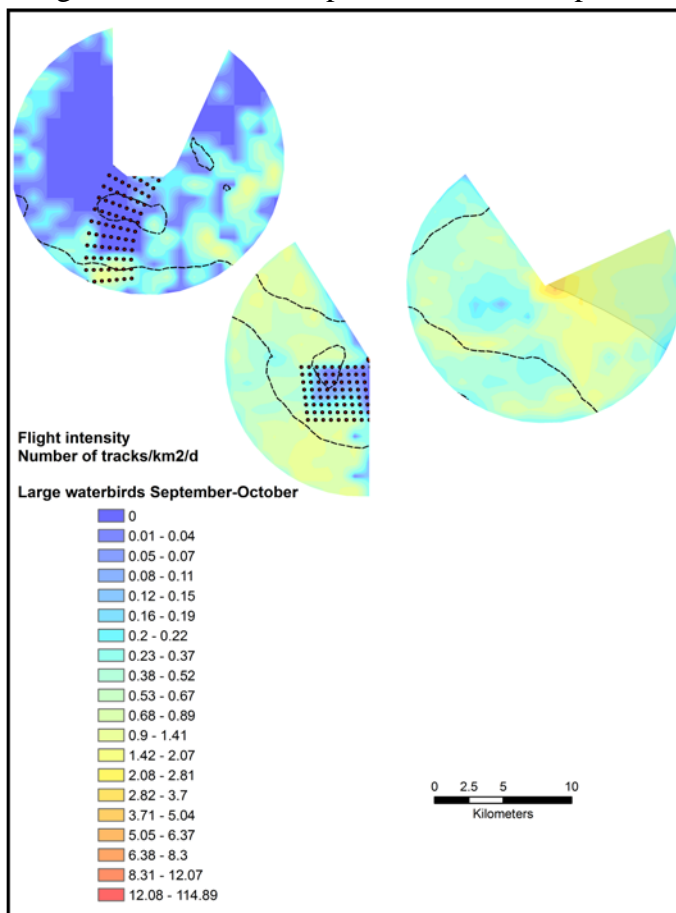 Flight intensity
Number of tracks/km2/d
Large waterbirds September-October
0
0.01 - 0.04
0.05 - 0.07
0.08 - 0.11
0.12 - 0.15
0.16 - 0.19
0.2 - 0.22
0.23 - 0.37
0.38 - 0.52
0.53 - 0.67
0.68 - 0.89
0.9 - 1.41
1.42 - 2.07
2.08 - 2.81
2.82 - 3.7
3.71 - 5.04
5.05 - 6.37
6.38 - 8.3
8.31 - 12.07
12.08 - 114.89
0 2.5 5 10
Kilometers